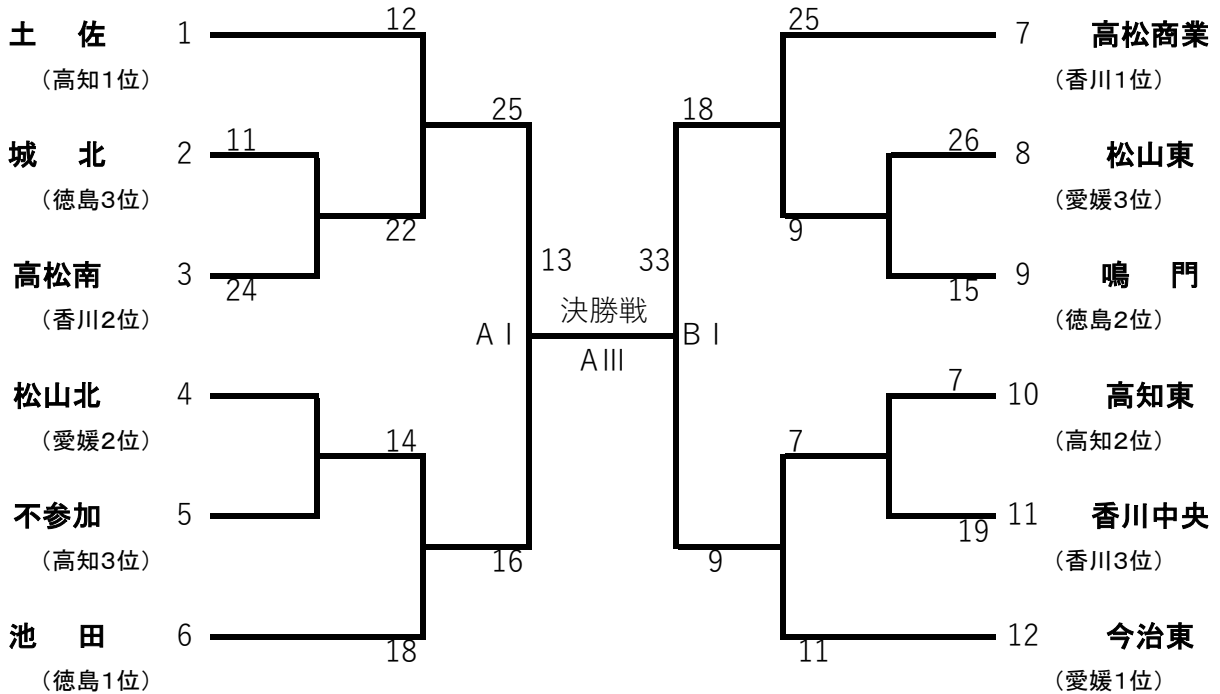 12
土　佐 1
（高知1位）
25
11
城　北 2
（徳島3位）
22
高松南 3
24
（香川2位）
松山北 4
（愛媛2位）
14
不参加 5
（高知3位）
16
池　田 6
18
（徳島1位）
13 33
決勝戦
AⅠ BⅠ
AⅢ
25
7 高松商業
（香川1位）
18
26
8 松山東
（愛媛3位）
9
9 鳴　門
15
（徳島2位）
7
10 高知東
（高知2位）
7
11 香川中央
19
（香川3位）
9
12 今治東
11
（愛媛1位）